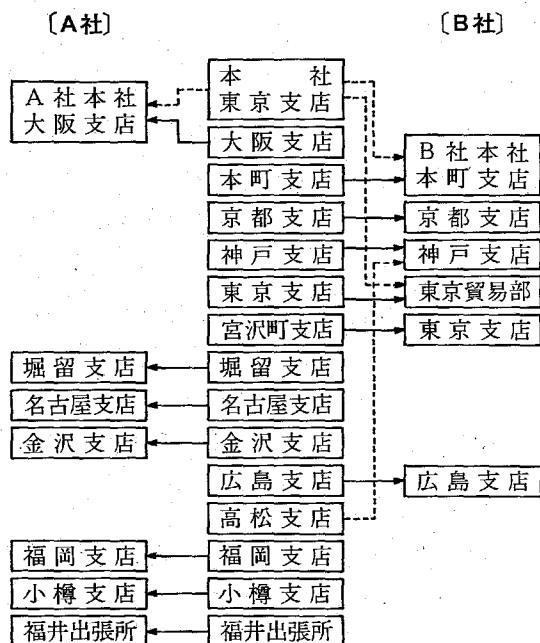 〔A社〕
〔B社〕
A社本社
大阪支店
本社
東京支店
大阪支店
本町支店
京都支店
神戸支店
東京支店
宮沢町支店
堀留支店
名古屋支店
金沢支店
広島支店
高松支店
福岡支店
小樽支店
福井出張所
B社本社
本町支店
京都支店
神戸支店
東京貿易部
東京支店
広島支店
堀留支店
名古屋支店
金沢支店
福岡支店
小樽支店
福井出張所